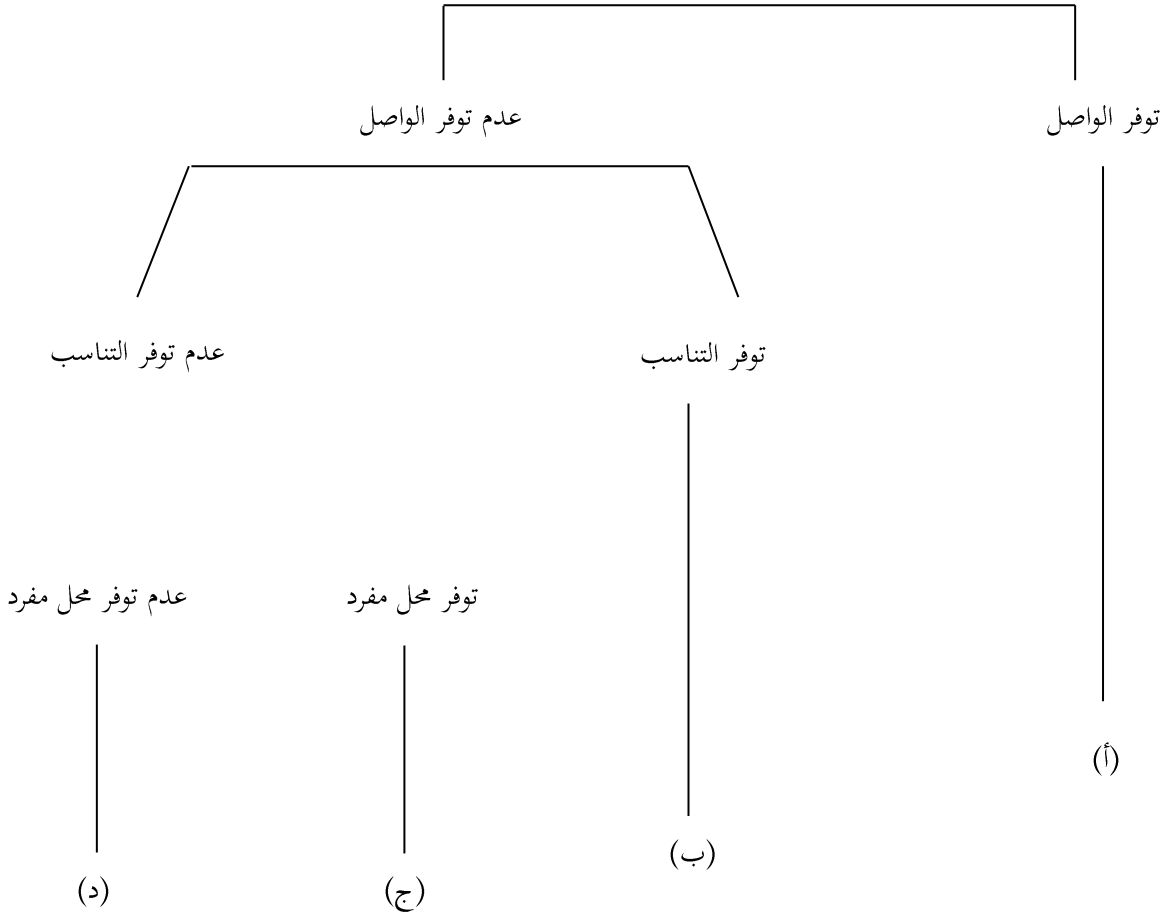 توفر الواصل
عدم توفر الواصل
توفر التناسب
عدم توفر التناسب
توفر محل مفرد
عدم توفر محل مفرد
(أ)
(ب)
(ج)
(د)